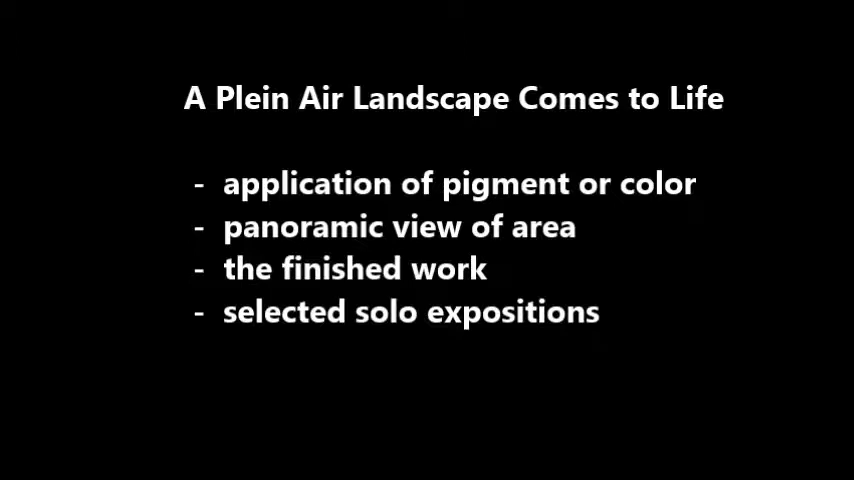 A Plein Air Landscape Comes to Life
- application of pigment or color
- panoramic view of area
- the finished work
- selected solo expositions